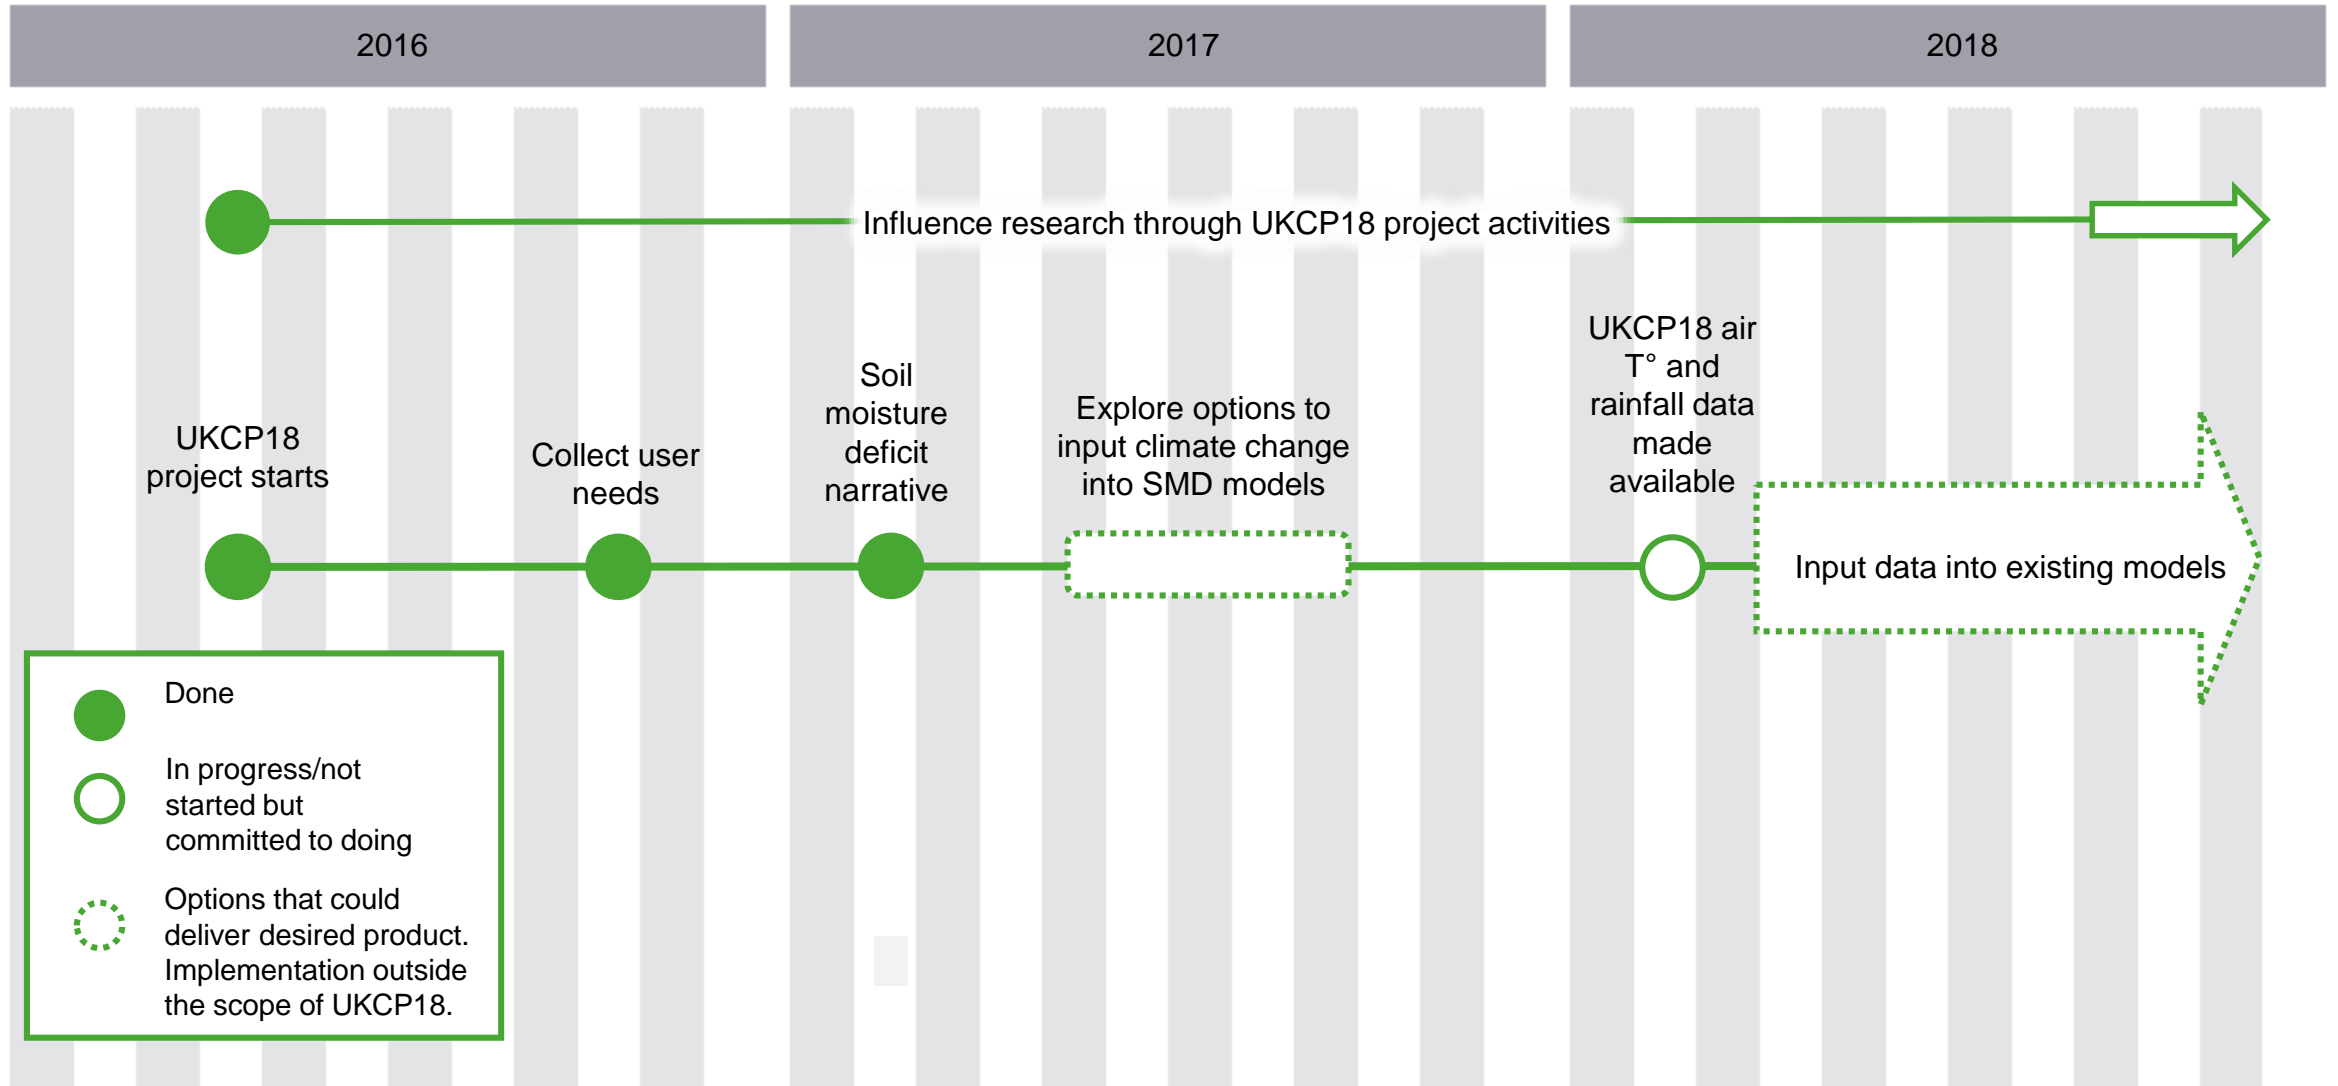 2016
2017
2018
Influence research through UKCP18 project activities
UKCP18
project starts
Collect user
needs
Soil
moisture
deficit
narrative
Explore options to
input climate change
into SMD models
UKCP18 air
T° and
rainfall data
made
available
Input data into existing models
Done
In progress/not
started but
committed to doing
Options that could
deliver desired product.
Implementation outside
the scope of UKCP18.